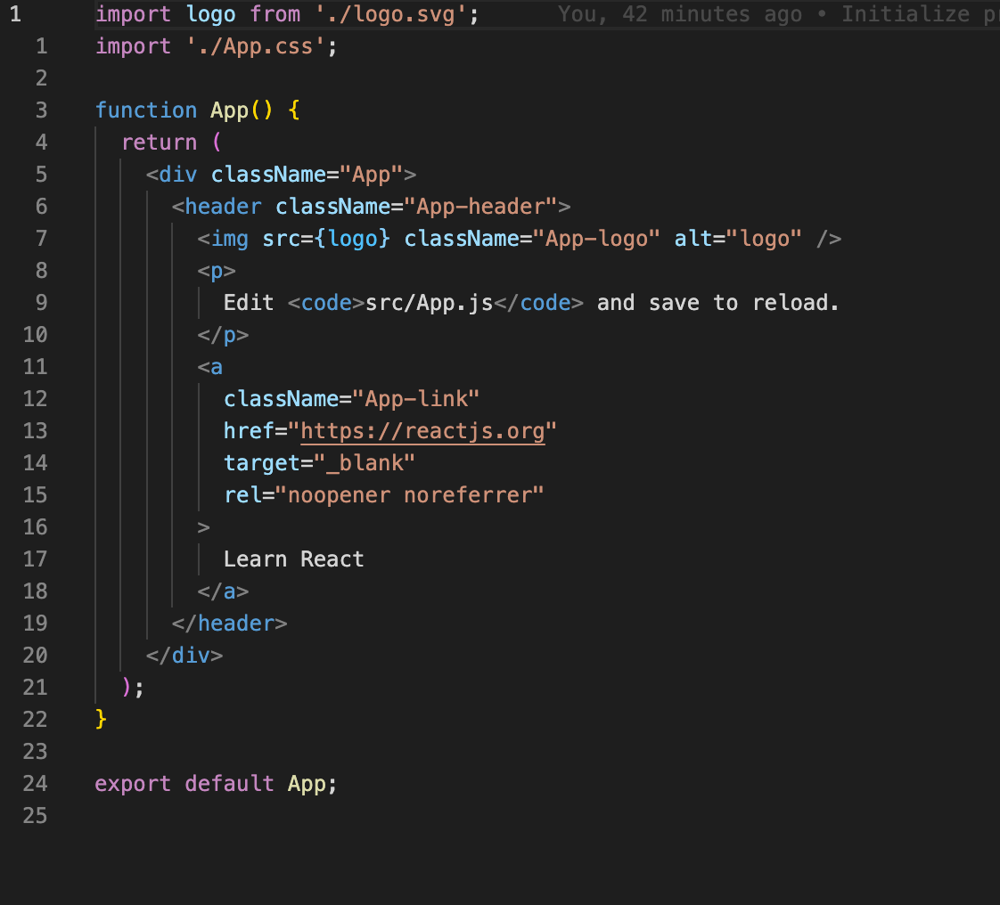 1 import logo from './logo.svg'; You, 42 minutes ago • Initialize
1 import './App.css';
2
3 function App() {
4 return (
5 <div className="App">
6 <header className="App-header">
7 <img src={logo} className="App-logo" alt="logo" />
8 <p>
9 Edit <code>src/App.js</code> and save to reload.
10 </p>
11 <a
12 className="App-link"
13 href="https://reactjs.org"
14 target="_blank"
15 rel="noopener noreferrer"
16 >
17 Learn React
18 </a>
19 </header>
20 </div>
21 );
22 }
23
24 export default App;
25